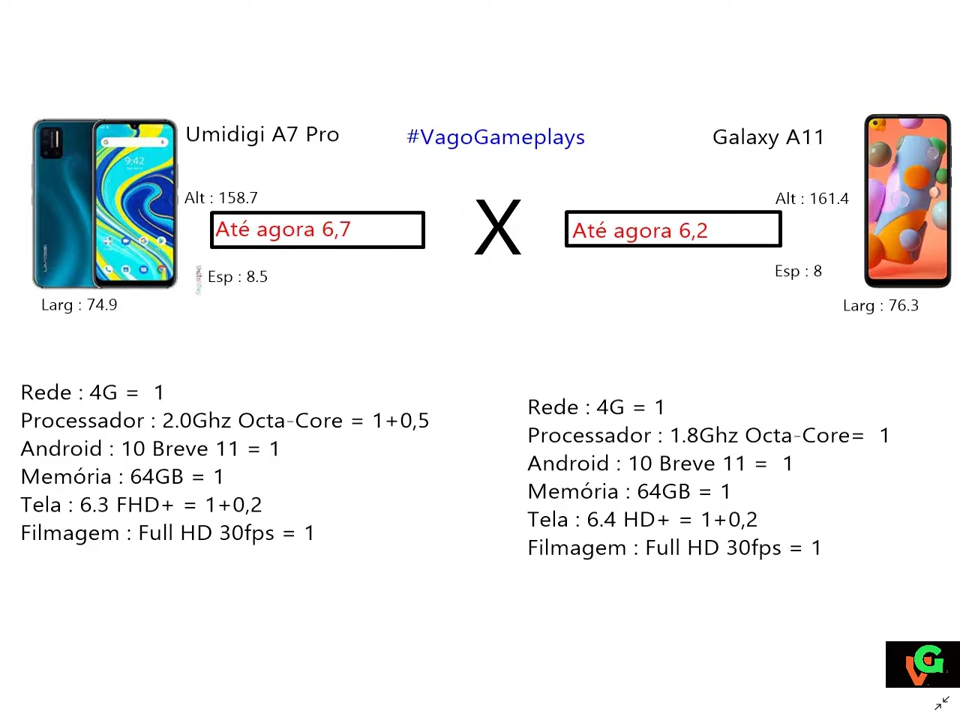 Umidigi A7 Pro
#VagoGameplays
Galaxy A11
9:42
Alt : 158.7
Alt : 161.4
Até agora 6,7
X
Até agora 6,2
Esp : 8.5
Esp : 8
Larg : 74.9
Larg : 76.3
Rede : 4G = 1
Processador : 2.0Ghz Octa-Core = 1+0,5
Android : 10 Breve 11 = 1
Memória : 64GB = 1
Tela : 6.3 FHD+ = 1+0,2
Filmagem : Full HD 30fps = 1
Rede : 4G = 1
Processador : 1.8Ghz Octa-Core= 1
Android : 10 Breve 11 = 1
Memória : 64GB = 1
Tela : 6.4 HD+ = 1+0,2
Filmagem : Full HD 30fps = 1
VG